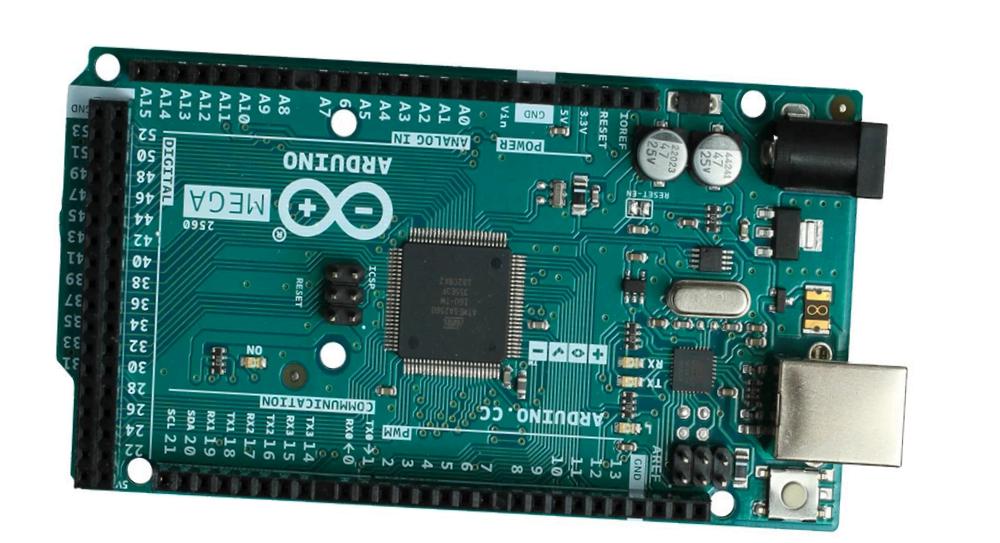 A15 A14 A13 A12 A11 A10 A9 A8
A7 A5 A4 A3 A2 A1 A0
Vin GND 5V 3.3V RESET IOREF
ANALOG IN
POWER
ARDUINO
MEGA
2560
®
DIGITAL
GND
53 51 49 47 45 43 41 39 37 35 33 31
52 50 48 46 44 42 40 38 36 34 32 30 28 26 24 22
5V
RESET-EN
47
25V
47
25V
ICSP
RESET
ATMEGA2560
ON
RX
TX
L
COMMUNICATION
ARDUINO.CC
PWM
SCL 21
SDA 20
RX1 19
TX1 18
RX2 17
TX2 16
RX3 15
TX3 14
RX0 0
TX0 1
2 3 4 5 6 7 8 9 10 11 12 13
GND
AREF
8